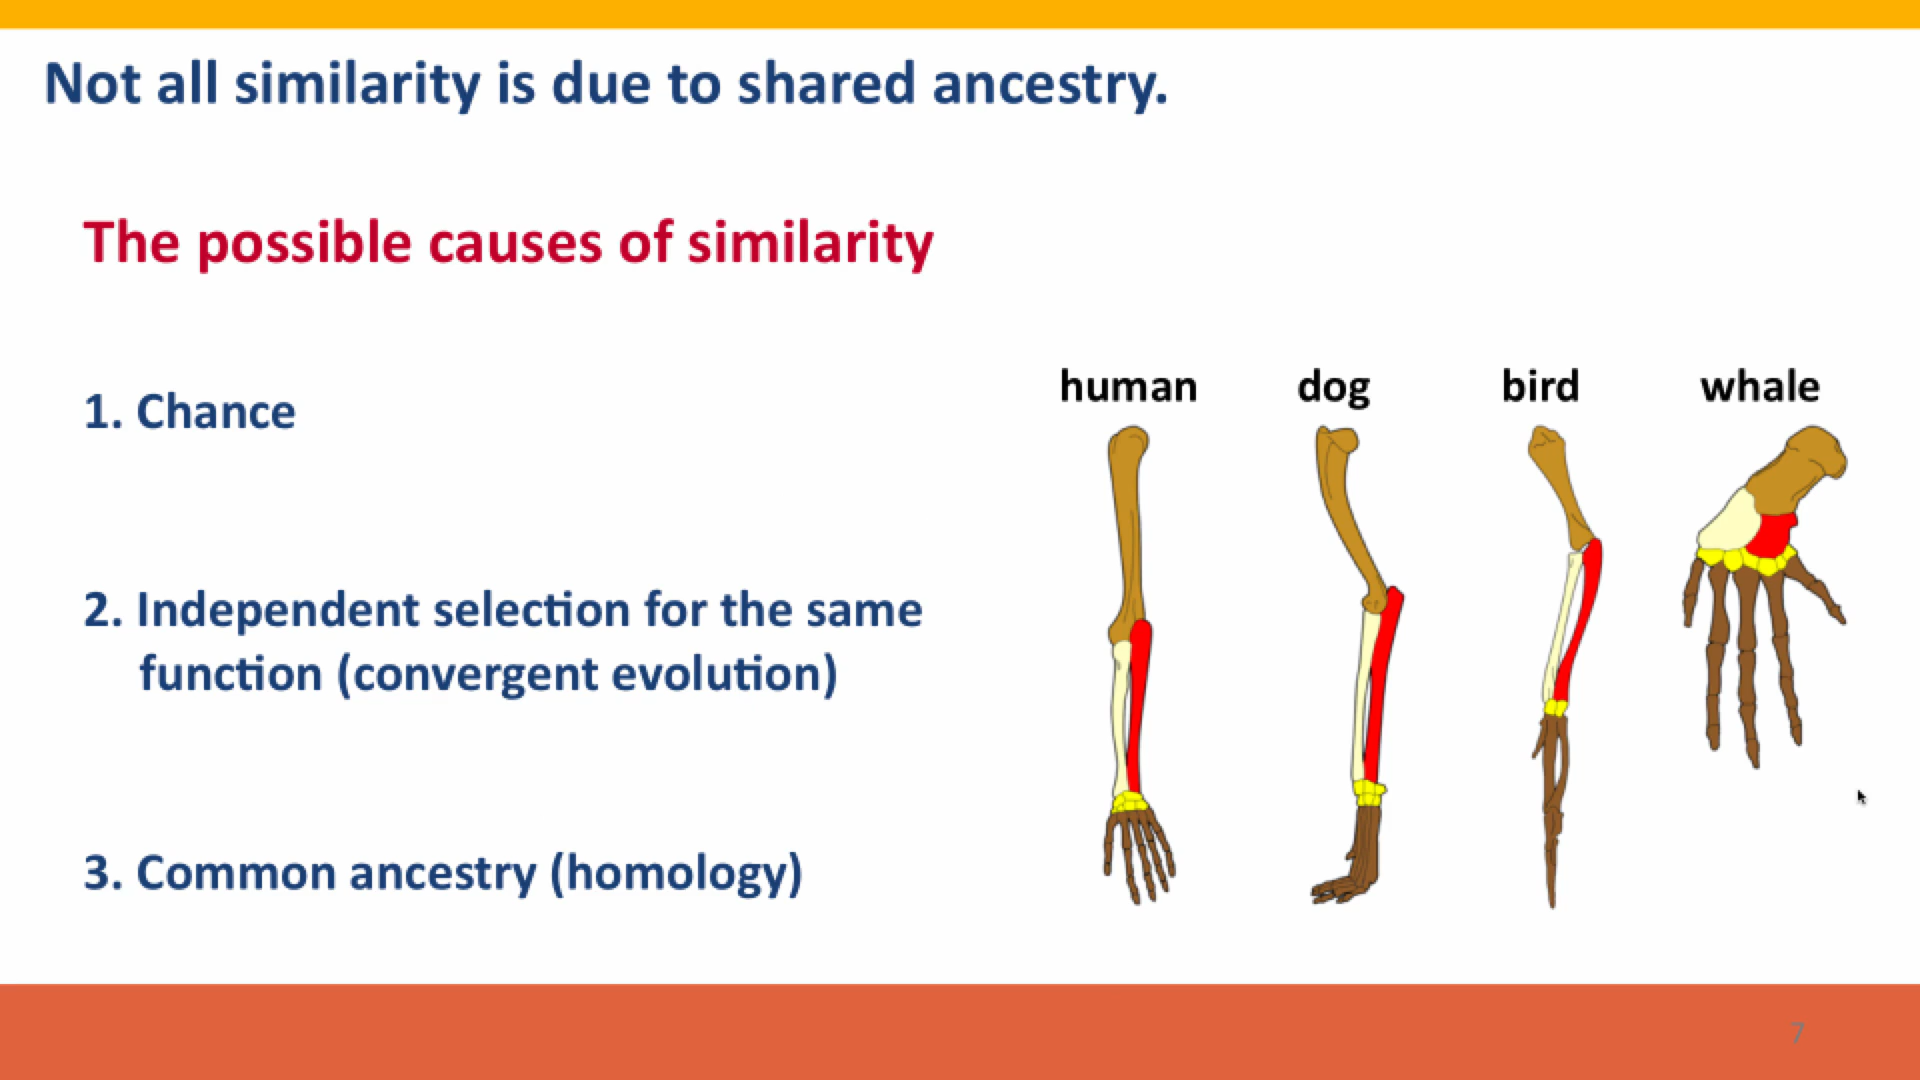 Not all similarity is due to shared ancestry.
The possible causes of similarity
1. Chance
2. Independent selection for the same
function (convergent evolution)
3. Common ancestry (homology)
human dog bird whale
7